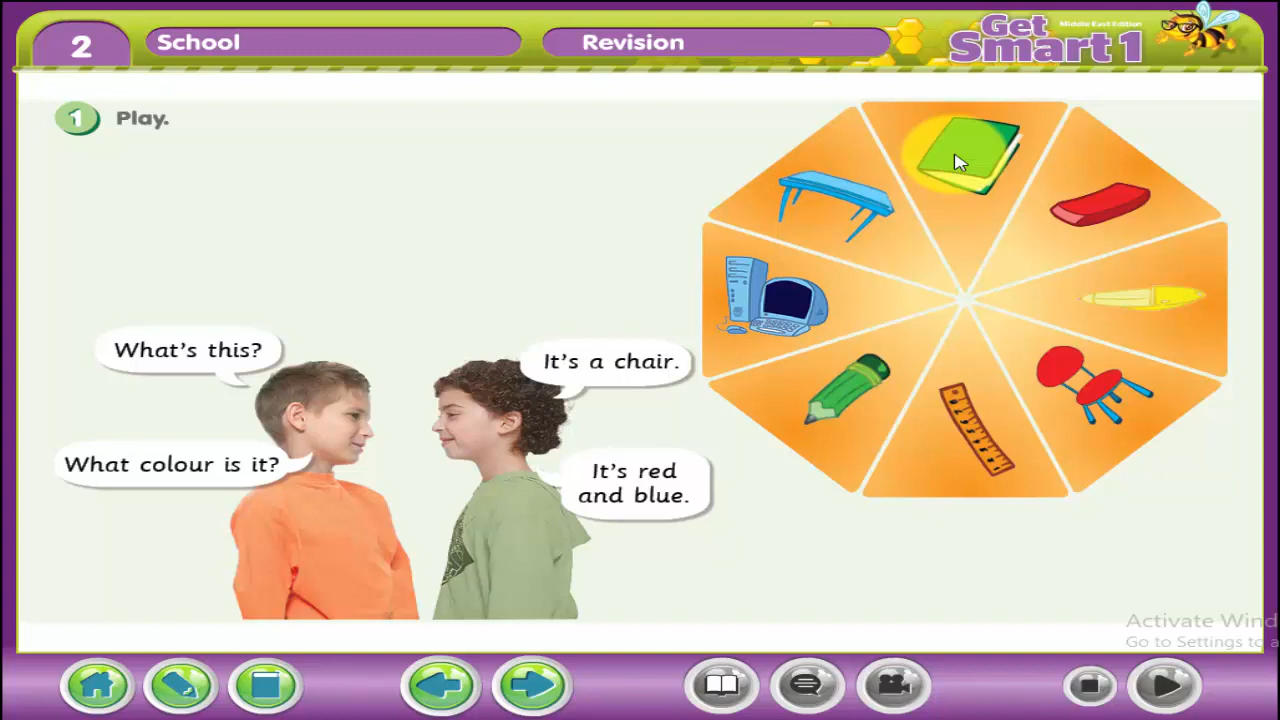 2
School
Revision
Get
Middle East Edition
Smart 1
1 Play.
What's this?
It's a chair.
What colour is it?
It's red
and blue.
Activate Wind
Go to Settings to a